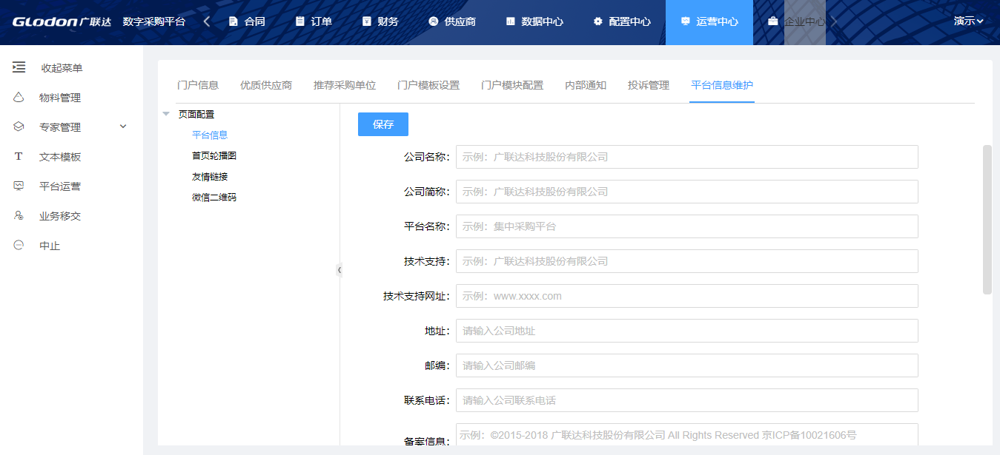 GLODON广联达 数字采购平台 合同 订单 财务 供应商 数据中心 配置中心 运营中心 企业中心 演示
收起菜单
物料管理
专家管理
文本模板
平台运营
业务移交
中止
门户信息 优质供应商 推荐采购单位 门户模板设置 门户模块配置 内部通知 投诉管理 平台信息维护
页面配置
平台信息
首页轮播图
友情链接
微信二维码
保存
公司名称: 示例：广联达科技股份有限公司
公司简称: 示例：广联达科技股份有限公司
平台名称: 示例：集中采购平台
技术支持: 示例：广联达科技股份有限公司
技术支持网址: 示例：www.xxxx.com
地址: 请输入公司地址
邮编: 请输入公司邮编
联系电话: 请输入公司联系电话
备案信息: 示例：©2015-2018 广联达科技股份有限公司 All Rights Reserved 京ICP备10021606号